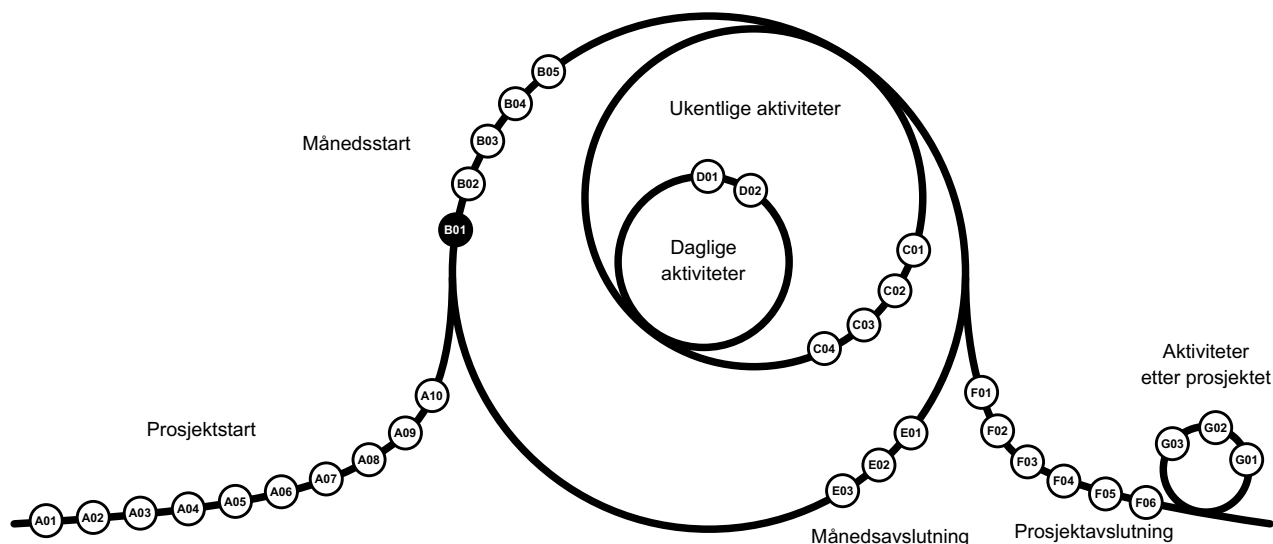 B05
B04
B03
B02
B01
Månedsstart
Ukentlige aktiviteter
D01
D02
Daglige
aktiviteter
C01
C02
C03
C04
Prosjektstart
A01
A02
A03
A04
A05
A06
A07
A08
A09
A10
E01
E02
E03
Månedsavslutning
F01
F02
F03
F04
F05
F06
Prosjektavslutning
Aktiviteter
etter prosjektet
G03
G02
G01